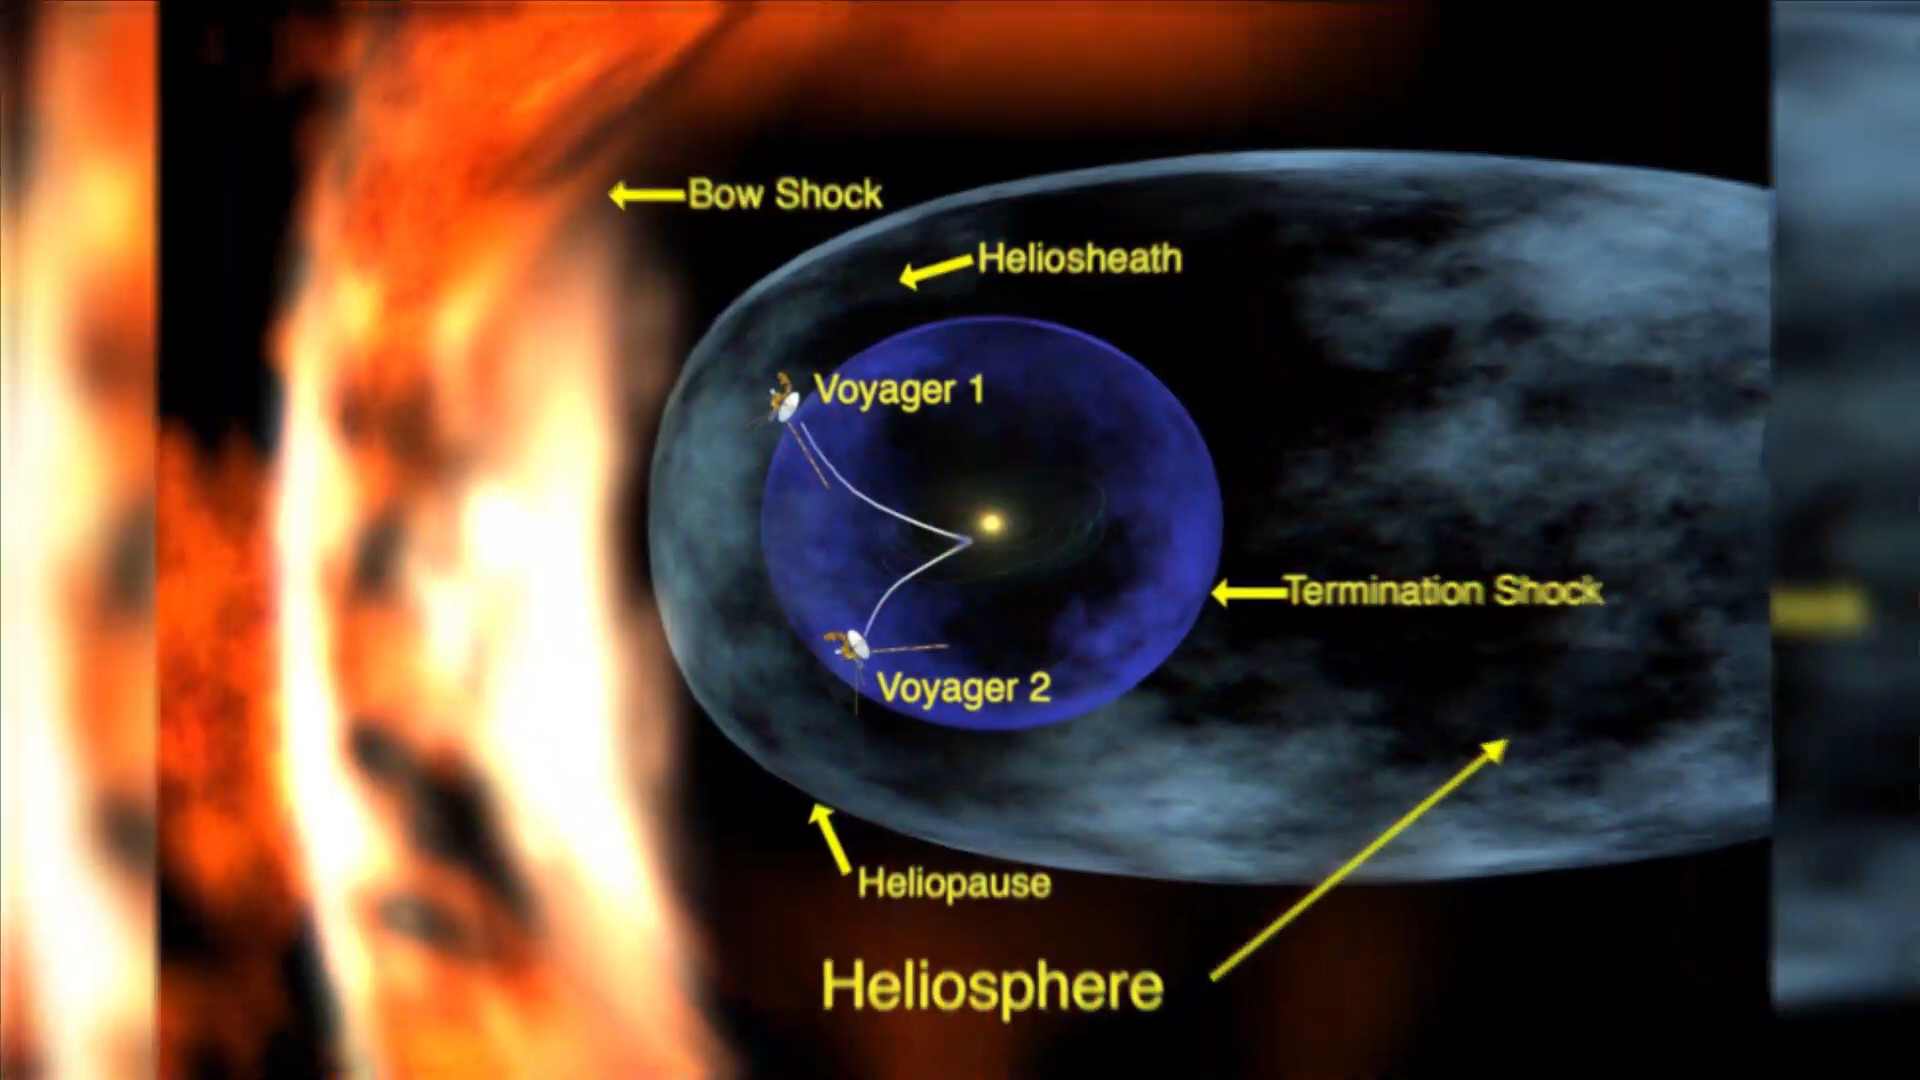 Bow Shock
Heliosheath
Voyager 1
Termination Shock
Voyager 2
Heliopause
Heliosphere